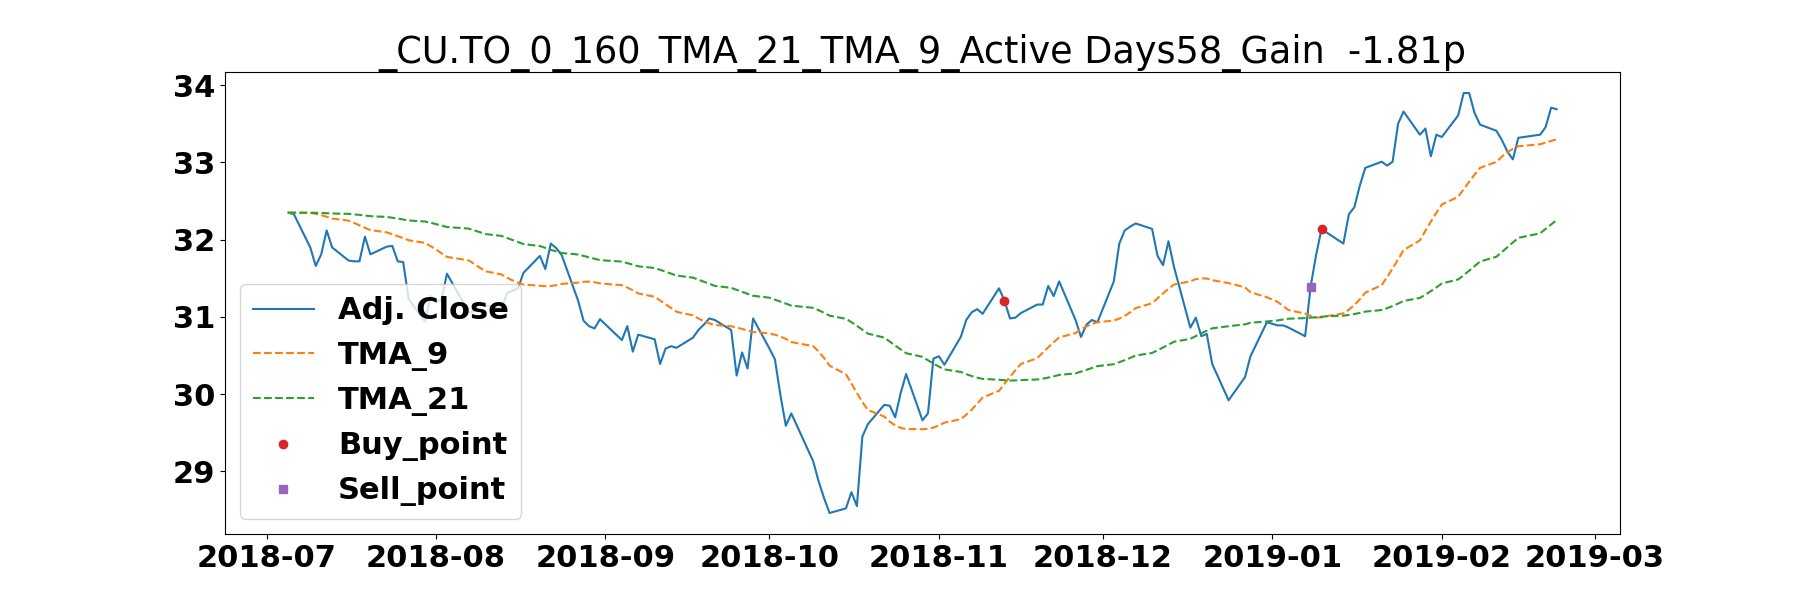 _CU.TO_0_160_TMA_21_TMA_9_Active Days58_Gain  -1.81p
34
33
32
31
30
29
Adj. Close
TMA_9
TMA_21
Buy_point
Sell_point
2018-07 2018-08 2018-09 2018-10 2018-11 2018-12 2019-01 2019-02 2019-03